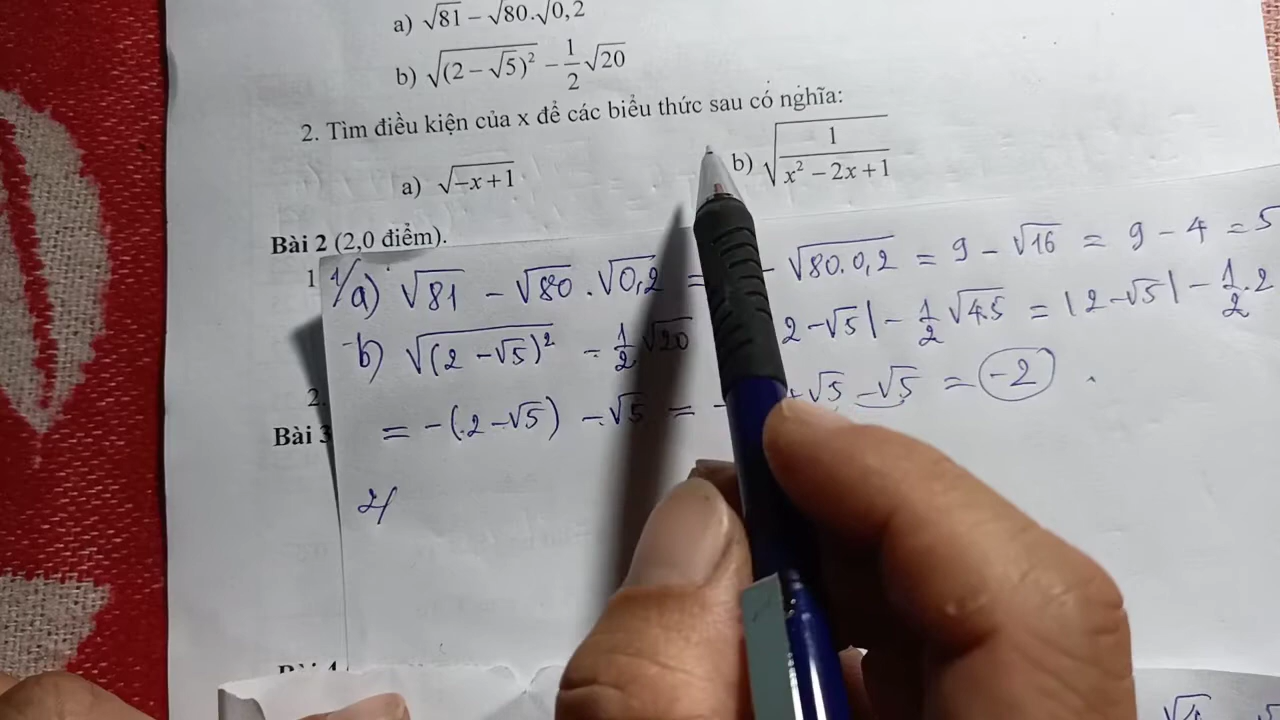 a) √81 − √80.√0,2
b) √(2 − √5)² − 1/2 √20
2. Tìm điều kiện của x để các biểu thức sau có nghĩa:
a) √−x+1 b) √1/(x² − 2x + 1)
Bài 2 (2,0 điểm).
1
1/a) √81 − √80 . √0,2 = − √80.0,2 = 9 − √16 = 9 − 4 = 5
b) √(2 − √5)² − 1/2 √20 2 − √5| − 1/2 √4.5 = |2 − √5| − 1/2 . 2
2.
= −(2 − √5) − √5 = − + √5 − √5 = −2
Bài 3
2/